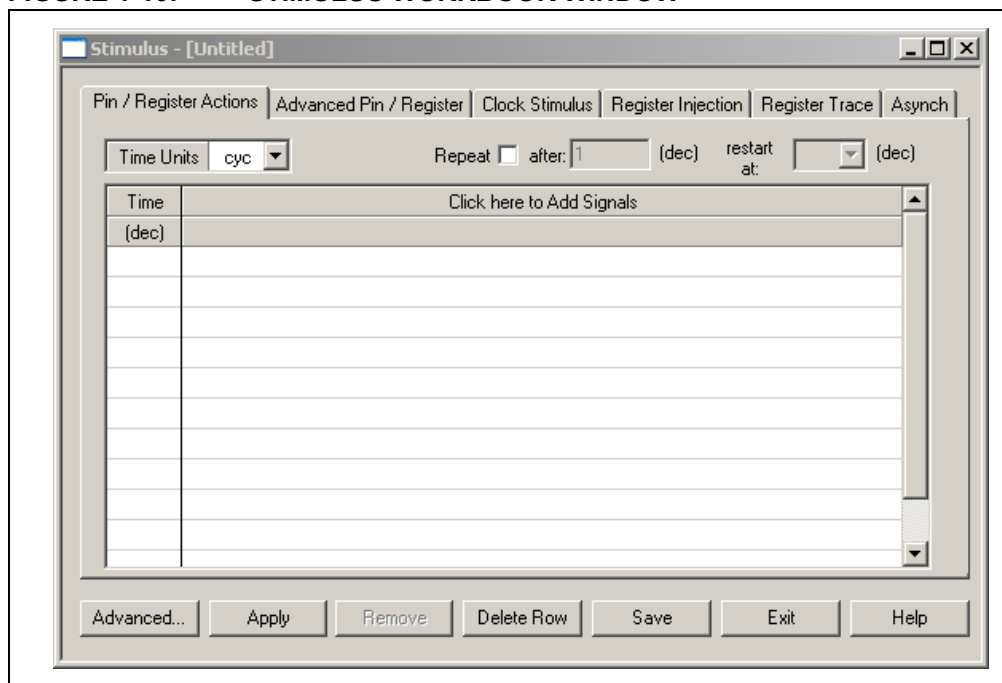 Stimulus - [Untitled]
Pin / Register Actions Advanced Pin / Register Clock Stimulus Register Injection Register Trace Asynch
Time Units cyc Repeat after: 1 (dec) restart at: (dec)
Time Click here to Add Signals
(dec)
Advanced... Apply Remove Delete Row Save Exit Help